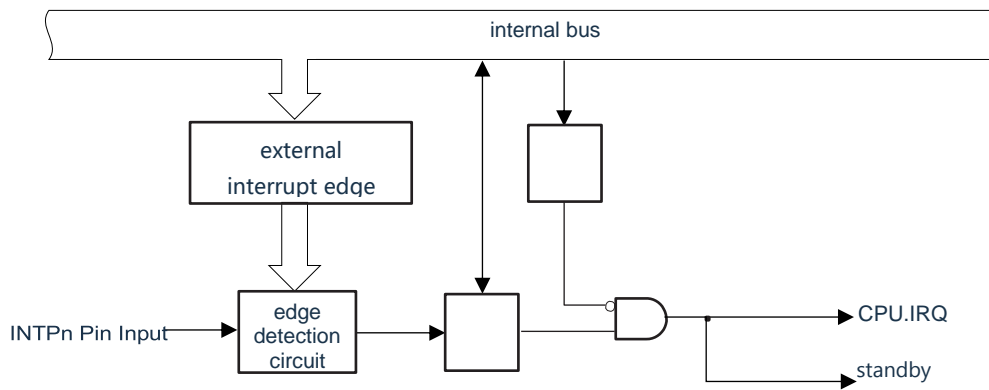 internal bus
external
interrupt edge
edge
detection
circuit
INTPn Pin Input
CPU.IRQ
standby